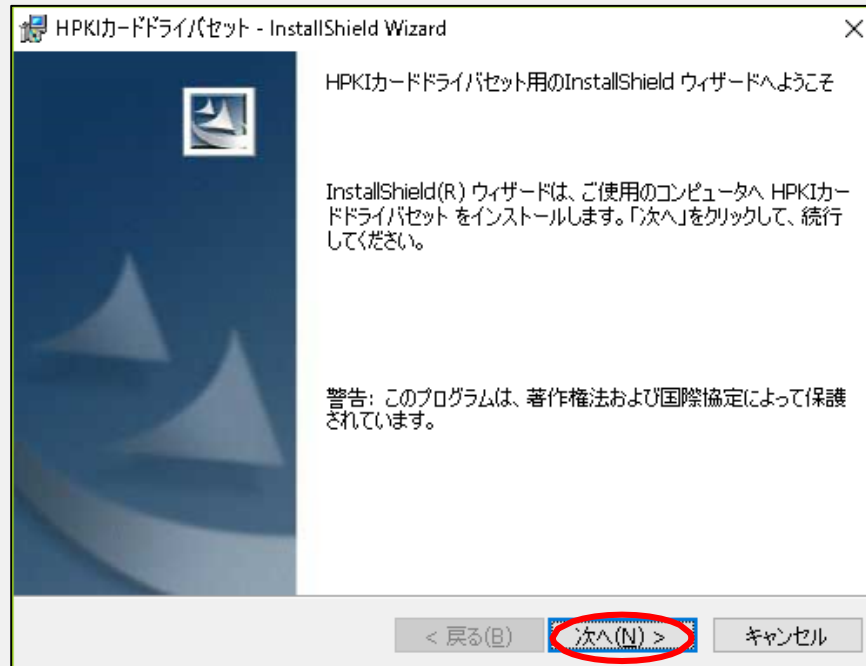 HPKIカードドライバセット - InstallShield Wizard
HPKIカードドライバセット用のInstallShield ウィザードへようこそ
InstallShield(R) ウィザードは、ご使用のコンピュータへ HPKIカー
ドドライバセット をインストールします。「次へ」をクリックして、続行
してください。
警告: このプログラムは、著作権法および国際協定によって保護
されています。
< 戻る(B) 次へ(N) > キャンセル